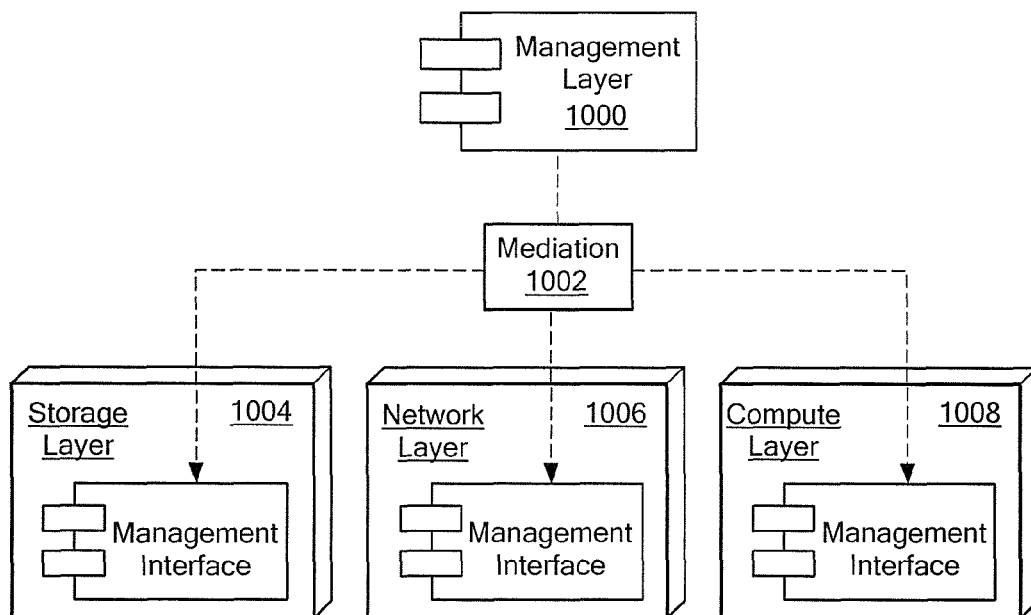 Management
Layer
1000
Mediation
1002
Storage
Layer
1004
Management
Interface
Network
Layer
1006
Management
Interface
Compute
Layer
1008
Management
Interface